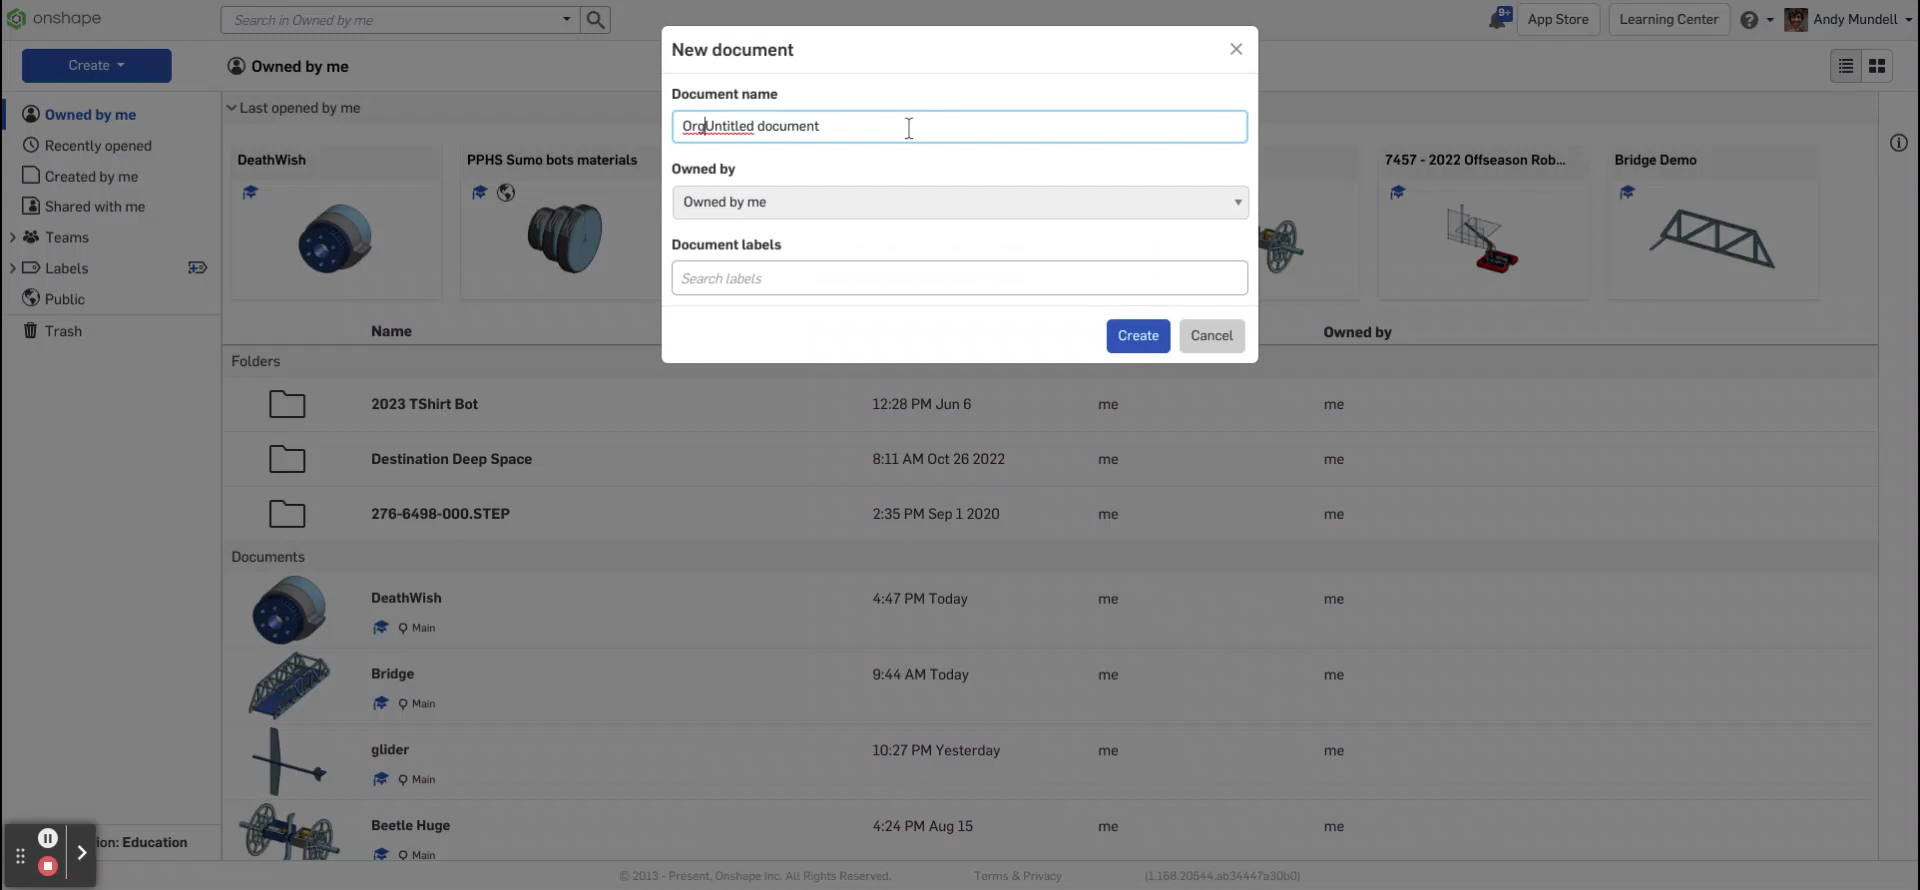 onshape
Search in Owned by me
9+
App Store
Learning Center
Andy Mundell
Create
Owned by me
New document
Document name
OrgUntitled document
Owned by
Owned by me
Document labels
Search labels
Create
Cancel
Owned by me
Recently opened
Created by me
Shared with me
Teams
Labels
Public
Trash
Last opened by me
DeathWish
PPHS Sumo bots materials
7457 - 2022 Offseason Rob...
Bridge Demo
Name
Owned by
Folders
2023 TShirt Bot 12:28 PM Jun 6 me me
Destination Deep Space 8:11 AM Oct 26 2022 me me
276-6498-000.STEP 2:35 PM Sep 1 2020 me me
Documents
DeathWish 4:47 PM Today me me
Main
Bridge 9:44 AM Today me me
Main
glider 10:27 PM Yesterday me me
Main
Beetle Huge 4:24 PM Aug 15 me me
Main
ion: Education
© 2013 - Present, Onshape Inc. All Rights Reserved. Terms & Privacy (1.168.20544.ab34447a30b0)